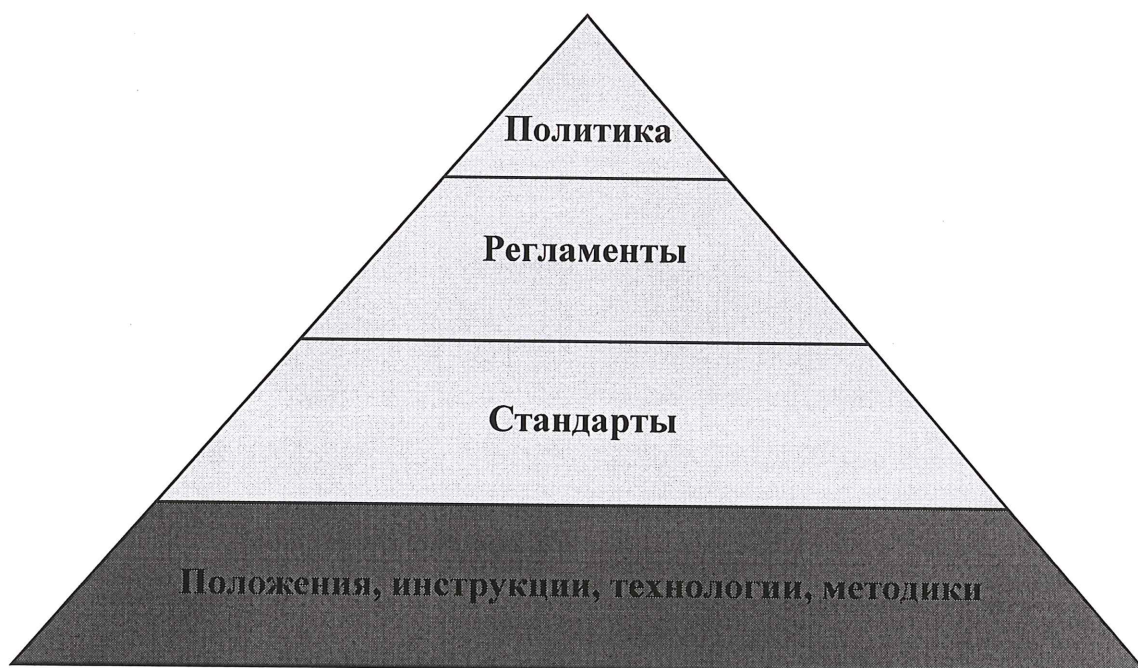 Политика
Регламенты
Стандарты
Положения, инструкции, технологии, методики